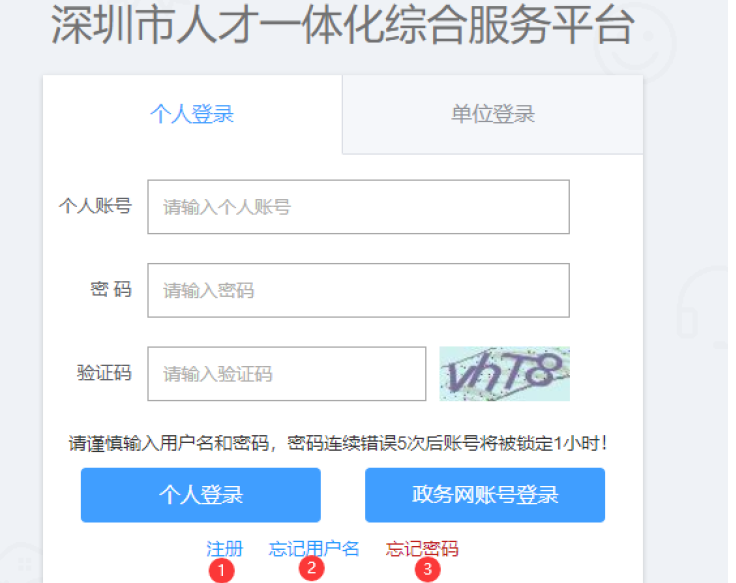 深圳市人才一体化综合服务平台
个人登录 单位登录
个人账号 请输入个人账号
密 码 请输入密码
验证码 请输入验证码 vhT8
请谨慎输入用户名和密码，密码连续错误5次后账号将被锁定1小时！
个人登录 政务网账号登录
注册 忘记用户名 忘记密码
1 2 3